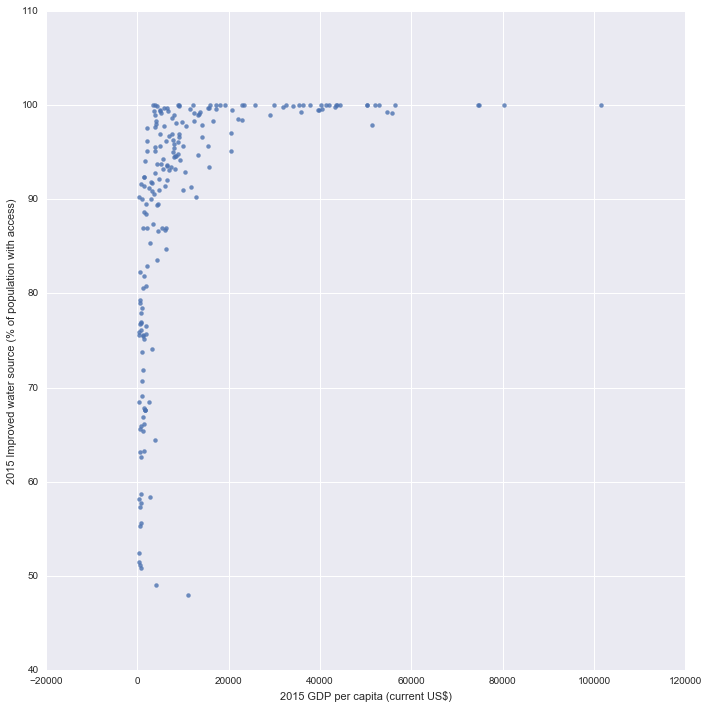 110
100
90
80
70
60
50
40
2015 Improved water source (% of population with access)
−20000 0 20000 40000 60000 80000 100000 120000
2015 GDP per capita (current US$)